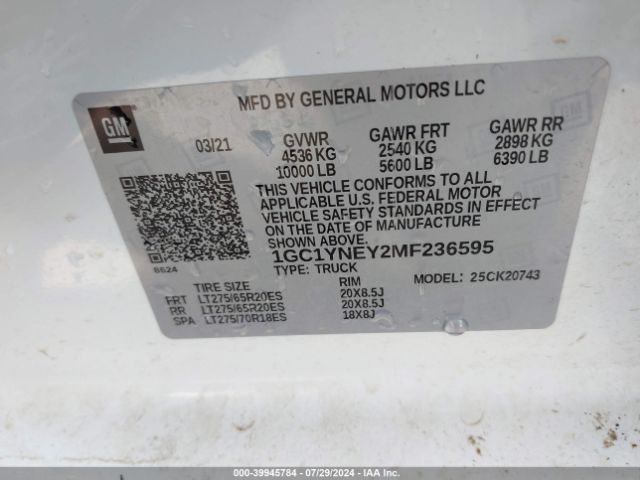 MFD BY GENERAL MOTORS LLC
GM
03/21
GVWR
4536 KG
10000 LB
GAWR FRT
2540 KG
5600 LB
GAWR RR
2898 KG
6390 LB
THIS VEHICLE CONFORMS TO ALL
APPLICABLE U.S. FEDERAL MOTOR
VEHICLE SAFETY STANDARDS IN EFFECT
ON THE DATE OF MANUFACTURE
SHOWN ABOVE.
1GC1YNEY2MF236595
8624
TYPE: TRUCK
MODEL: 25CK20743
TIRE SIZE RIM
FRT LT275/65R20ES 20X8.5J
RR LT275/65R20ES 20X8.5J
SPA LT275/70R18ES 18X8J
000-39945784 - 07/29/2024 - IAA Inc.